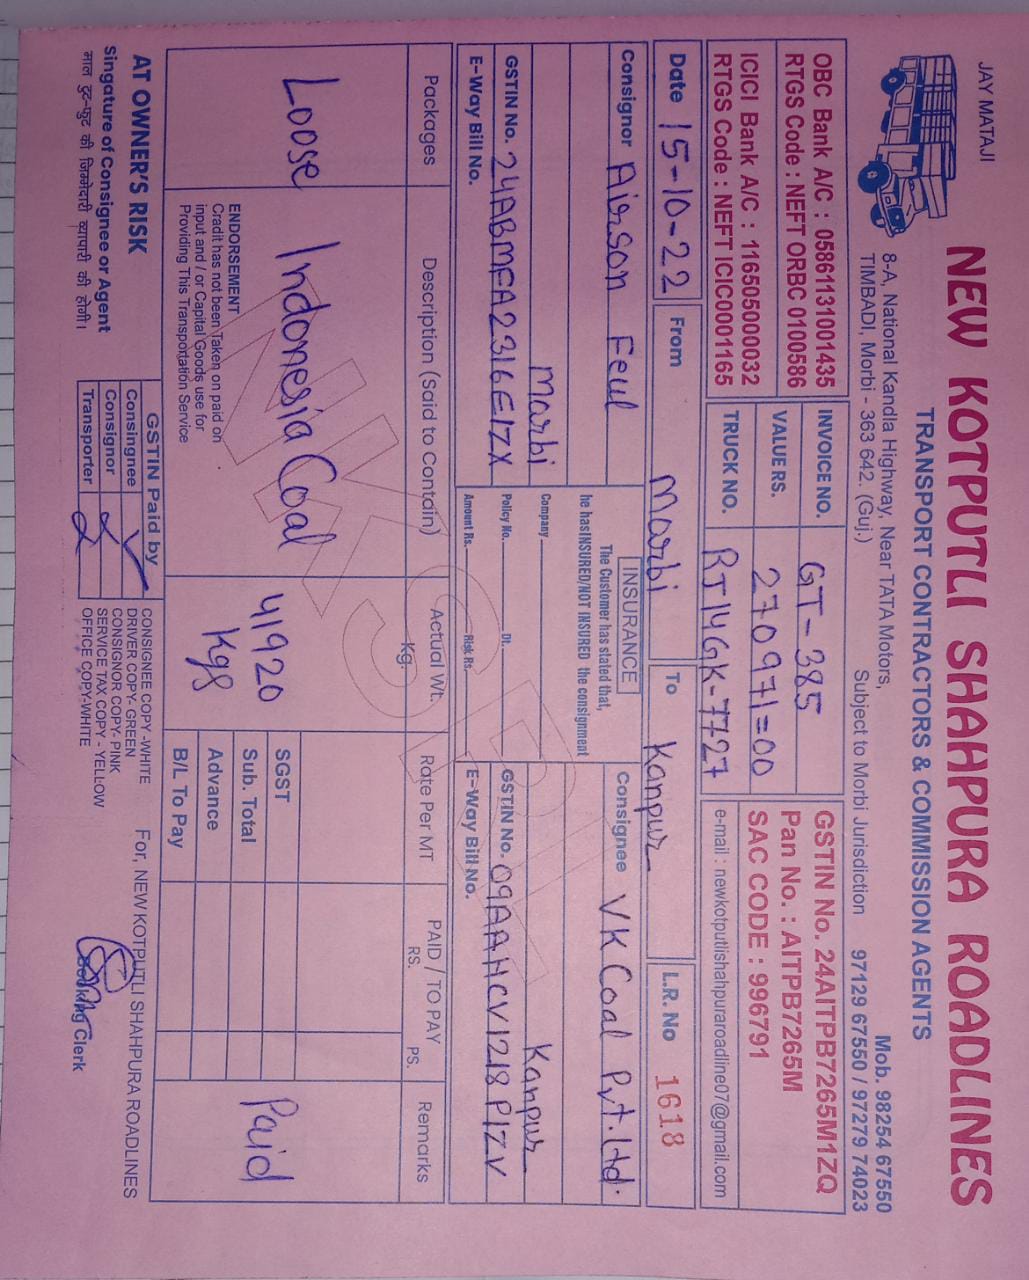 JAY MATAJI
NEW KOTPUTLI SHAHPURA ROADLINES
TRANSPORT CONTRACTORS & COMMISSION AGENTS
8-A, National Kandla Highway, Near TATA Motors,
TIMBADI, Morbi - 363 642. (Guj.)
Subject to Morbi Jurisdiction
Mob. 98254 67550
97129 67550 / 97279 74023
OBC Bank A/C : 05861131001435
RTGS Code : NEFT ORBC 0100586
ICICI Bank A/C : 116505000032
RTGS Code : NEFT ICIC0001165
INVOICE NO. GT-385
VALUE RS. 270971=00
TRUCK NO. RJ14GK-7727
GSTIN No. 24AITPB7265M1ZQ
Pan No. : AITPB7265M
SAC CODE : 996791
e-mail : newkotputlishahpuraroadline07@gmail.com
Date 15-10-22 From Morbi To Kanpur L.R. No 1618
Consignor Airson Feul
Morbi
GSTIN No. 24ABMFA2316E1ZX
E-Way Bill No.
INSURANCE
The Customer has stated that,
he hasINSURED/NOT INSURED the consignment
Company
Policy No. Dt.
Amount Rs. Risk Rs.
Consignee VK Coal Pvt. Ltd.
Kanpur
GSTIN No. 09AAHCV1218P1ZV
E-Way Bill No.
Packages Description (Said to Contain) Actual Wt. Kg. Rate Per MT PAID / TO PAY RS. PS. Remarks
Loose Indonesia Coal 41920 Kgs Paid
SGST
Sub. Total
Advance
B/L To Pay
ENDORSEMENT
Cradit has not been Taken on paid on
input and / or Capital Goods use for
Providing This Transportation Service
AT OWNER'S RISK
Singature of Consignee or Agent
माल टूट-फुट की जिम्मेदारी व्यापारी की होगी।
GSTIN Paid by
Consingnee
Consignor
Transporter
CONSIGNEE COPY -WHITE
DRIVER COPY- GREEN
CONSIGNOR COPY- PINK
SERVICE TAX COPY - YELLOW
OFFICE COPY-WHITE
For, NEW KOTPUTLI SHAHPURA ROADLINES
Booking Clerk